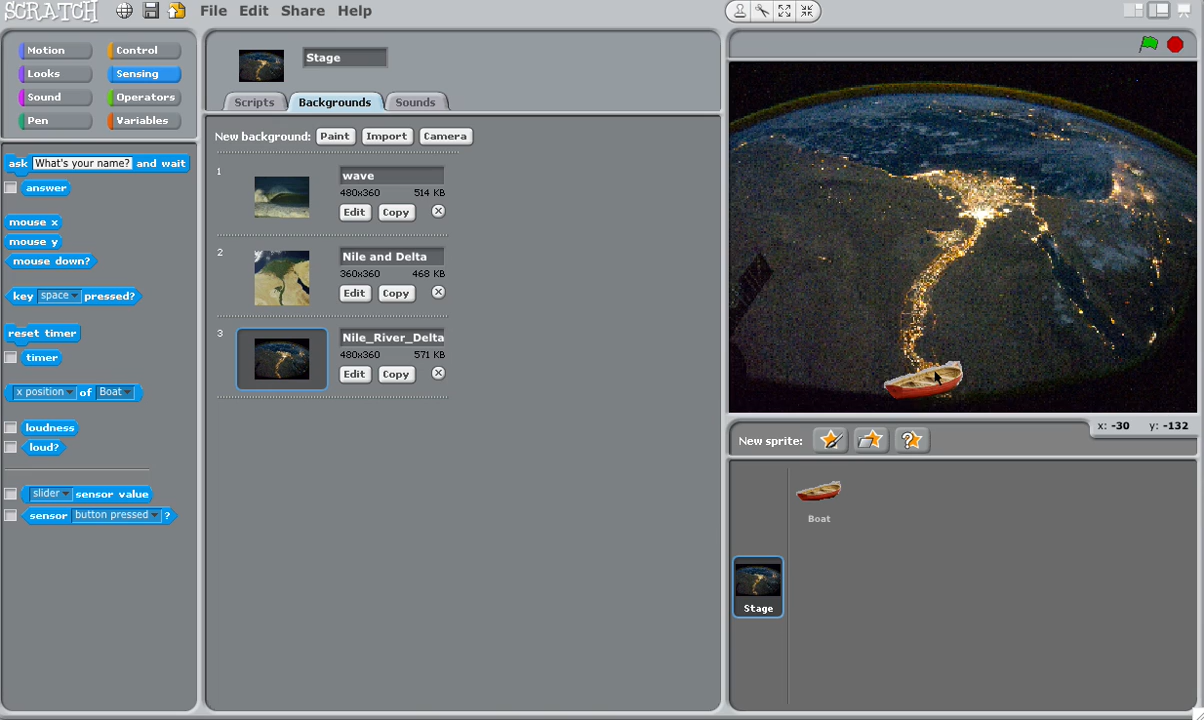 SCRATCH File Edit Share Help
Motion Control
Looks Sensing
Sound Operators
Pen Variables
ask What's your name? and wait
answer
mouse x
mouse y
mouse down?
key space pressed?
reset timer
timer
x position of Boat
loudness
loud?
slider sensor value
sensor button pressed ?
Stage
Scripts Backgrounds Sounds
New background: Paint Import Camera
1 wave
480x360 514 KB
Edit Copy
2 Nile and Delta
360x360 468 KB
Edit Copy
3 Nile_River_Delta
480x360 571 KB
Edit Copy
x: -30 y: -132
New sprite:
Boat
Stage